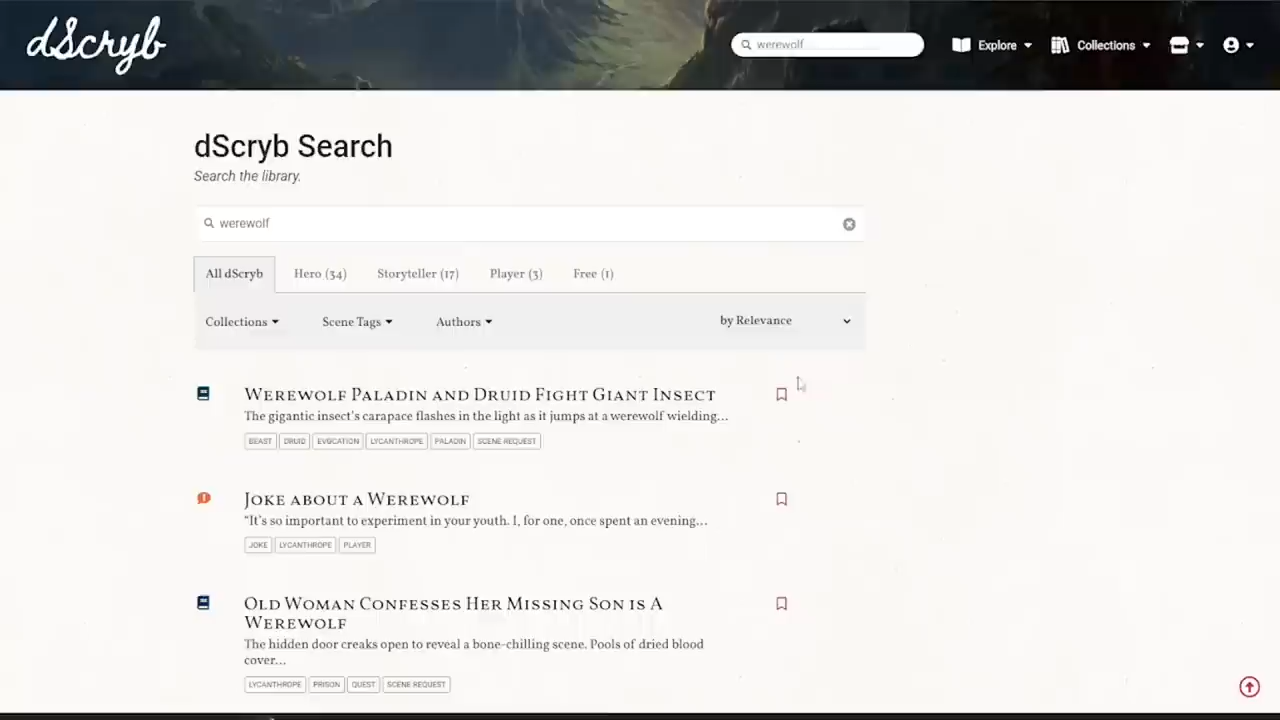 dScryb
werewolf
Explore
Collections
dScryb Search
Search the library.
werewolf
All dScryb
Hero (34)
Storyteller (17)
Player (3)
Free (1)
Collections
Scene Tags
Authors
by Relevance
Werewolf Paladin and Druid Fight Giant Insect
The gigantic insect's carapace flashes in the light as it jumps at a werewolf wielding...
BEAST
DRUID
EVOCATION
LYCANTHROPE
PALADIN
SCENE REQUEST
Joke about a Werewolf
"It's so important to experiment in your youth. I, for one, once spent an evening...
JOKE
LYCANTHROPE
PLAYER
Old Woman Confesses Her Missing Son is A
Werewolf
The hidden door creaks open to reveal a bone-chilling scene. Pools of dried blood
cover...
LYCANTHROPE
PRISON
QUEST
SCENE REQUEST